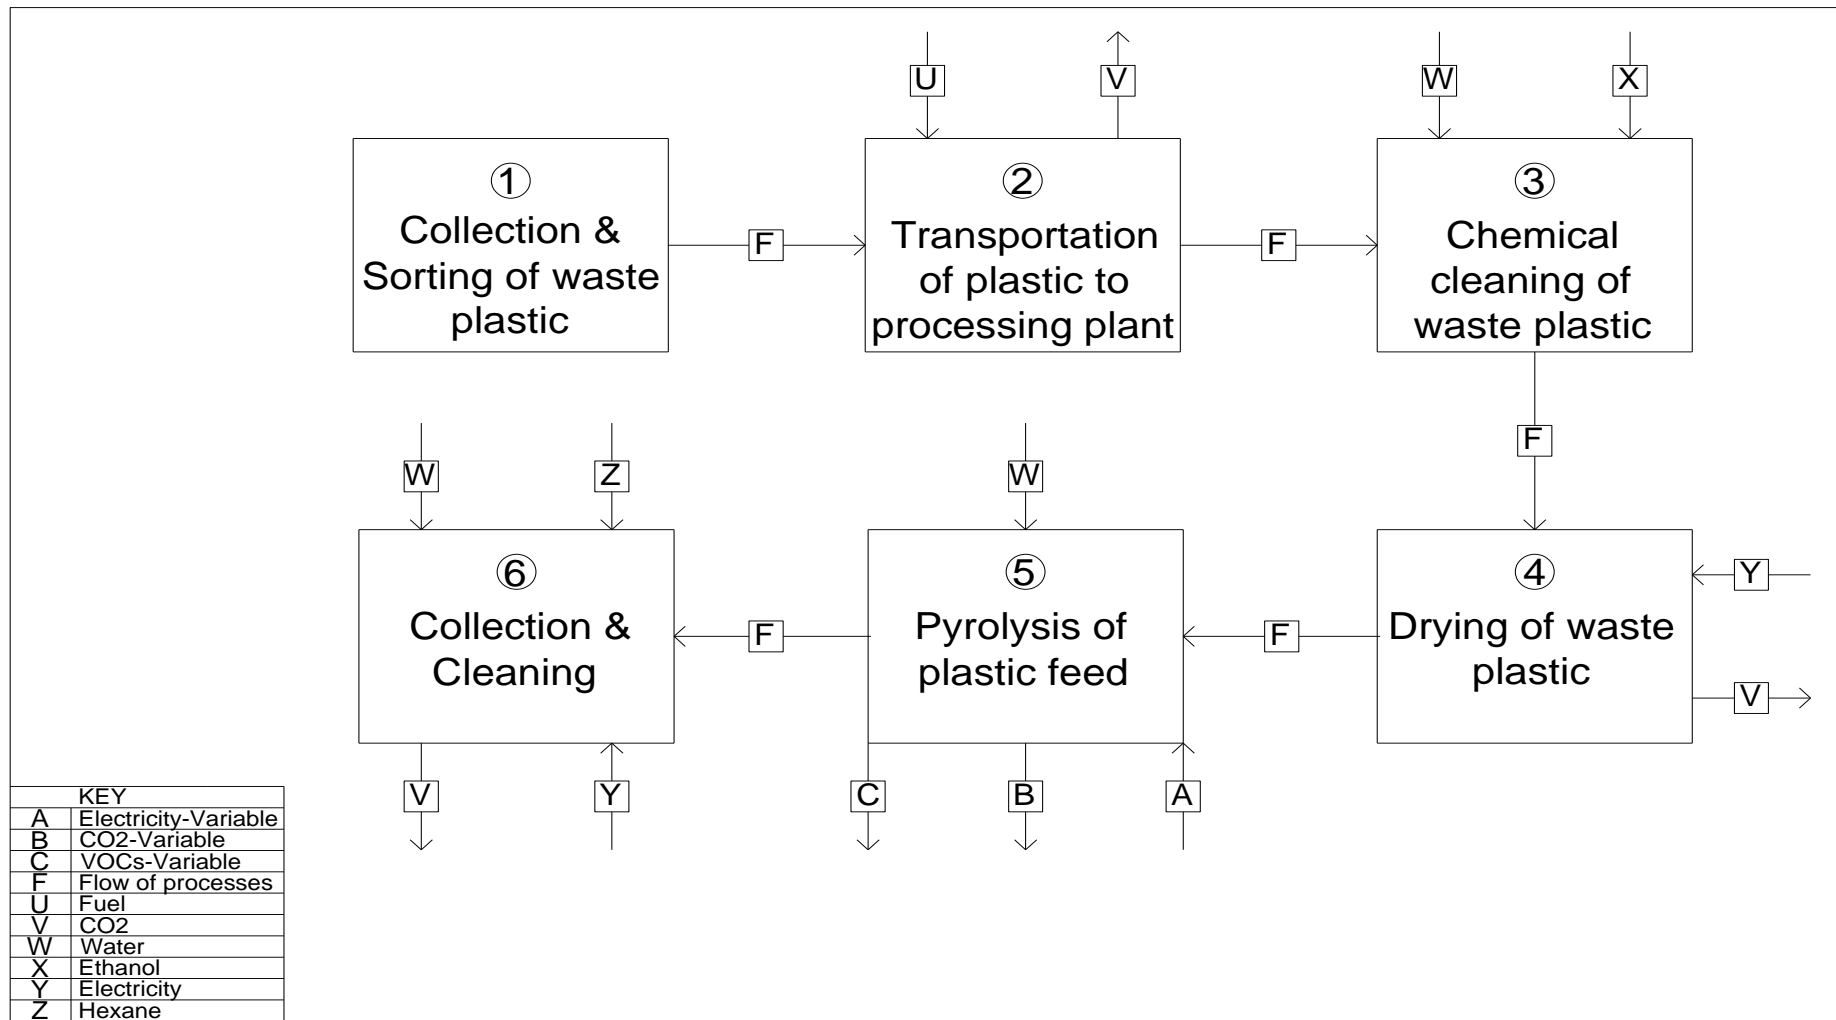 U
V
W
X
①
Collection &
Sorting of waste
plastic
F
②
Transportation
of plastic to
processing plant
F
③
Chemical
cleaning of
waste plastic
F
W
Z
W
⑥
Collection &
Cleaning
F
⑤
Pyrolysis of
plastic feed
F
④
Drying of waste
plastic
Y
V
V
Y
C
B
A
KEY
A Electricity-Variable
B CO2-Variable
C VOCs-Variable
F Flow of processes
U Fuel
V CO2
W Water
X Ethanol
Y Electricity
Z Hexane